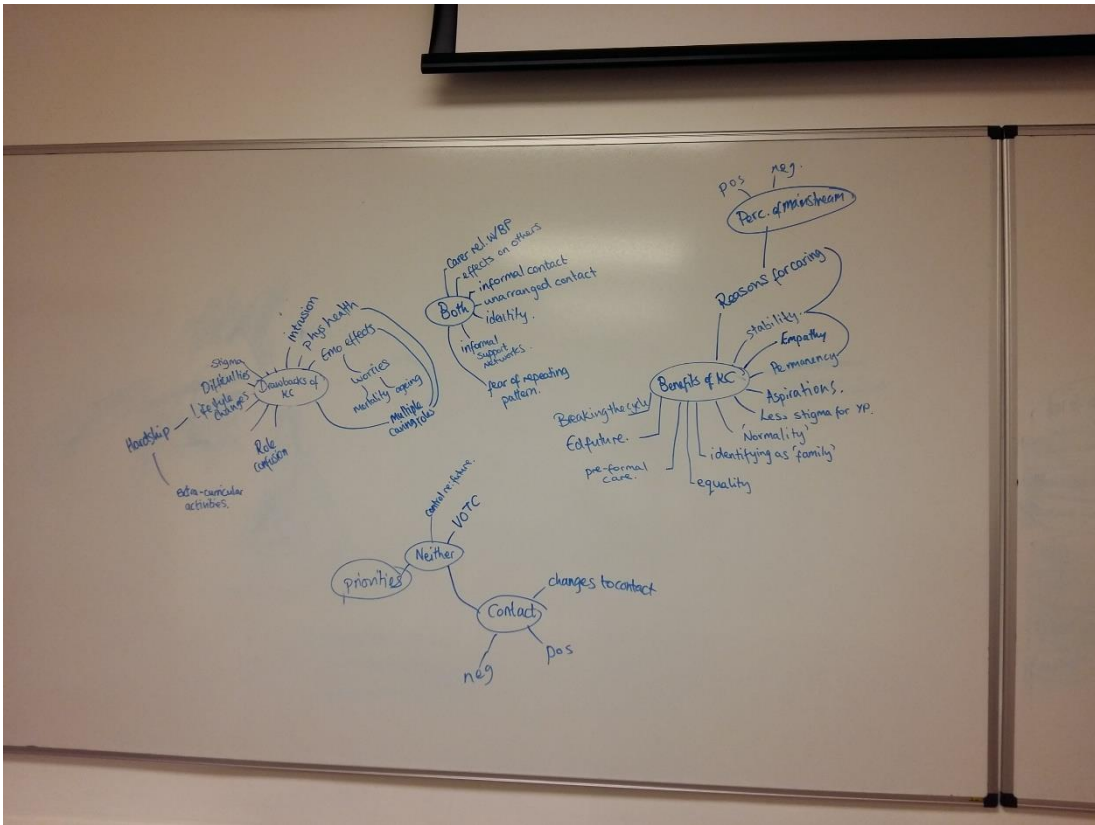 stigma
Difficulties
Lifestyle
changes
Hardship
extra-curricular
activities.
Role
confusion
Drawbacks of
KC
intrusion
phys health
Emo effects
worries
mortality ageing
Multiple
caring roles
Both
Carer rel. w/BP
effects on others
informal contact
unarranged contact
identity.
informal
support
networks.
fear of repeating
pattern.
pos
neg.
Perc. of mainstream
Reasons for caring
stability.
Empathy
Permanency
Benefits of KC
Aspirations.
Less stigma for YP.
'Normality'
identifying as 'family'
equality
pre-formal
care.
Ed future.
Breaking the cycle
control re: future.
VOTC
Neither
priorities
Contact
changes to contact
neg
pos